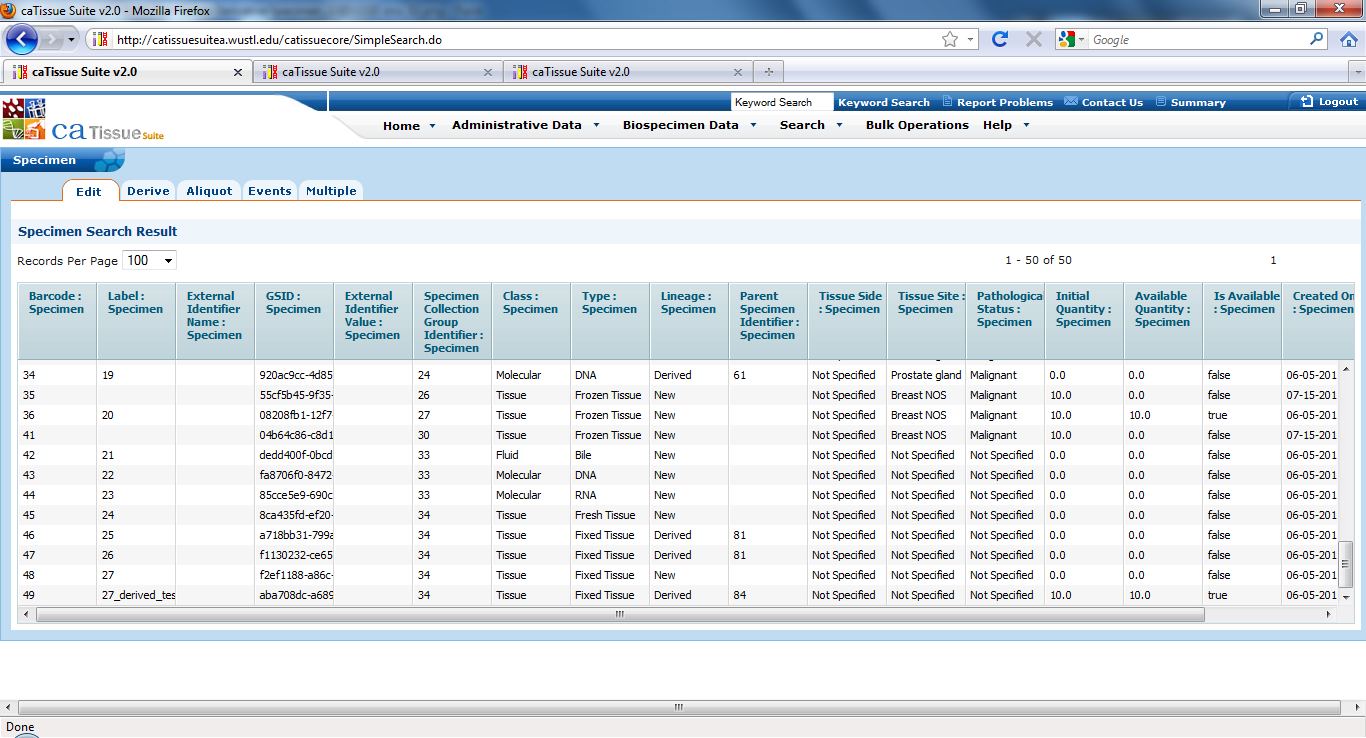 caTissue Suite v2.0 - Mozilla Firefox
http://catissuesuitea.wustl.edu/catissuecore/SimpleSearch.do
Google
caTissue Suite v2.0
caTissue Suite v2.0
caTissue Suite v2.0
Keyword Search Keyword Search Report Problems Contact Us Summary Logout
ca Tissue Suite
Home Administrative Data Biospecimen Data Search Bulk Operations Help
Specimen
Edit Derive Aliquot Events Multiple
Specimen Search Result
Records Per Page 100 1 - 50 of 50 1
Barcode : Specimen Label : Specimen External Identifier Name : Specimen GSID : Specimen External Identifier Value : Specimen Specimen Collection Group Identifier : Specimen Class : Specimen Type : Specimen Lineage : Specimen Parent Specimen Identifier : Specimen Tissue Side : Specimen Tissue Site : Specimen Pathologica Status : Specimen Initial Quantity : Specimen Available Quantity : Specimen Is Available : Specimen Created On : Specimen
34 19 920ac9cc-4d85 24 Molecular DNA Derived 61 Not Specified Prostate gland Malignant 0.0 0.0 false 06-05-201
35 55cf5b45-9f35- 26 Tissue Frozen Tissue New Not Specified Breast NOS Malignant 10.0 0.0 false 07-15-201
36 20 08208fb1-12f7- 27 Tissue Frozen Tissue New Not Specified Breast NOS Malignant 10.0 10.0 true 06-05-201
41 04b64c86-c8d1 30 Tissue Frozen Tissue New Not Specified Breast NOS Malignant 10.0 0.0 false 07-15-201
42 21 dedd400f-0bcd 33 Fluid Bile New Not Specified Not Specified Not Specified 0.0 0.0 false 06-05-201
43 22 fa8706f0-8472- 33 Molecular DNA New Not Specified Not Specified Not Specified 0.0 0.0 false 06-05-201
44 23 85cce5e9-690c 33 Molecular RNA New Not Specified Not Specified Not Specified 0.0 0.0 false 06-05-201
45 24 8ca435fd-ef20- 34 Tissue Fresh Tissue New Not Specified Not Specified Not Specified 0.0 0.0 false 06-05-201
46 25 a718bb31-799a 34 Tissue Fixed Tissue Derived 81 Not Specified Not Specified Not Specified 0.0 0.0 false 06-05-201
47 26 f1130232-ce65 34 Tissue Fixed Tissue Derived 81 Not Specified Not Specified Not Specified 0.0 0.0 false 06-05-201
48 27 f2ef1188-a86c- 34 Tissue Fixed Tissue New Not Specified Not Specified Not Specified 0.0 0.0 false 06-05-201
49 27_derived_tes aba708dc-a689 34 Tissue Fixed Tissue Derived 84 Not Specified Not Specified Not Specified 10.0 10.0 true 06-05-201
Done